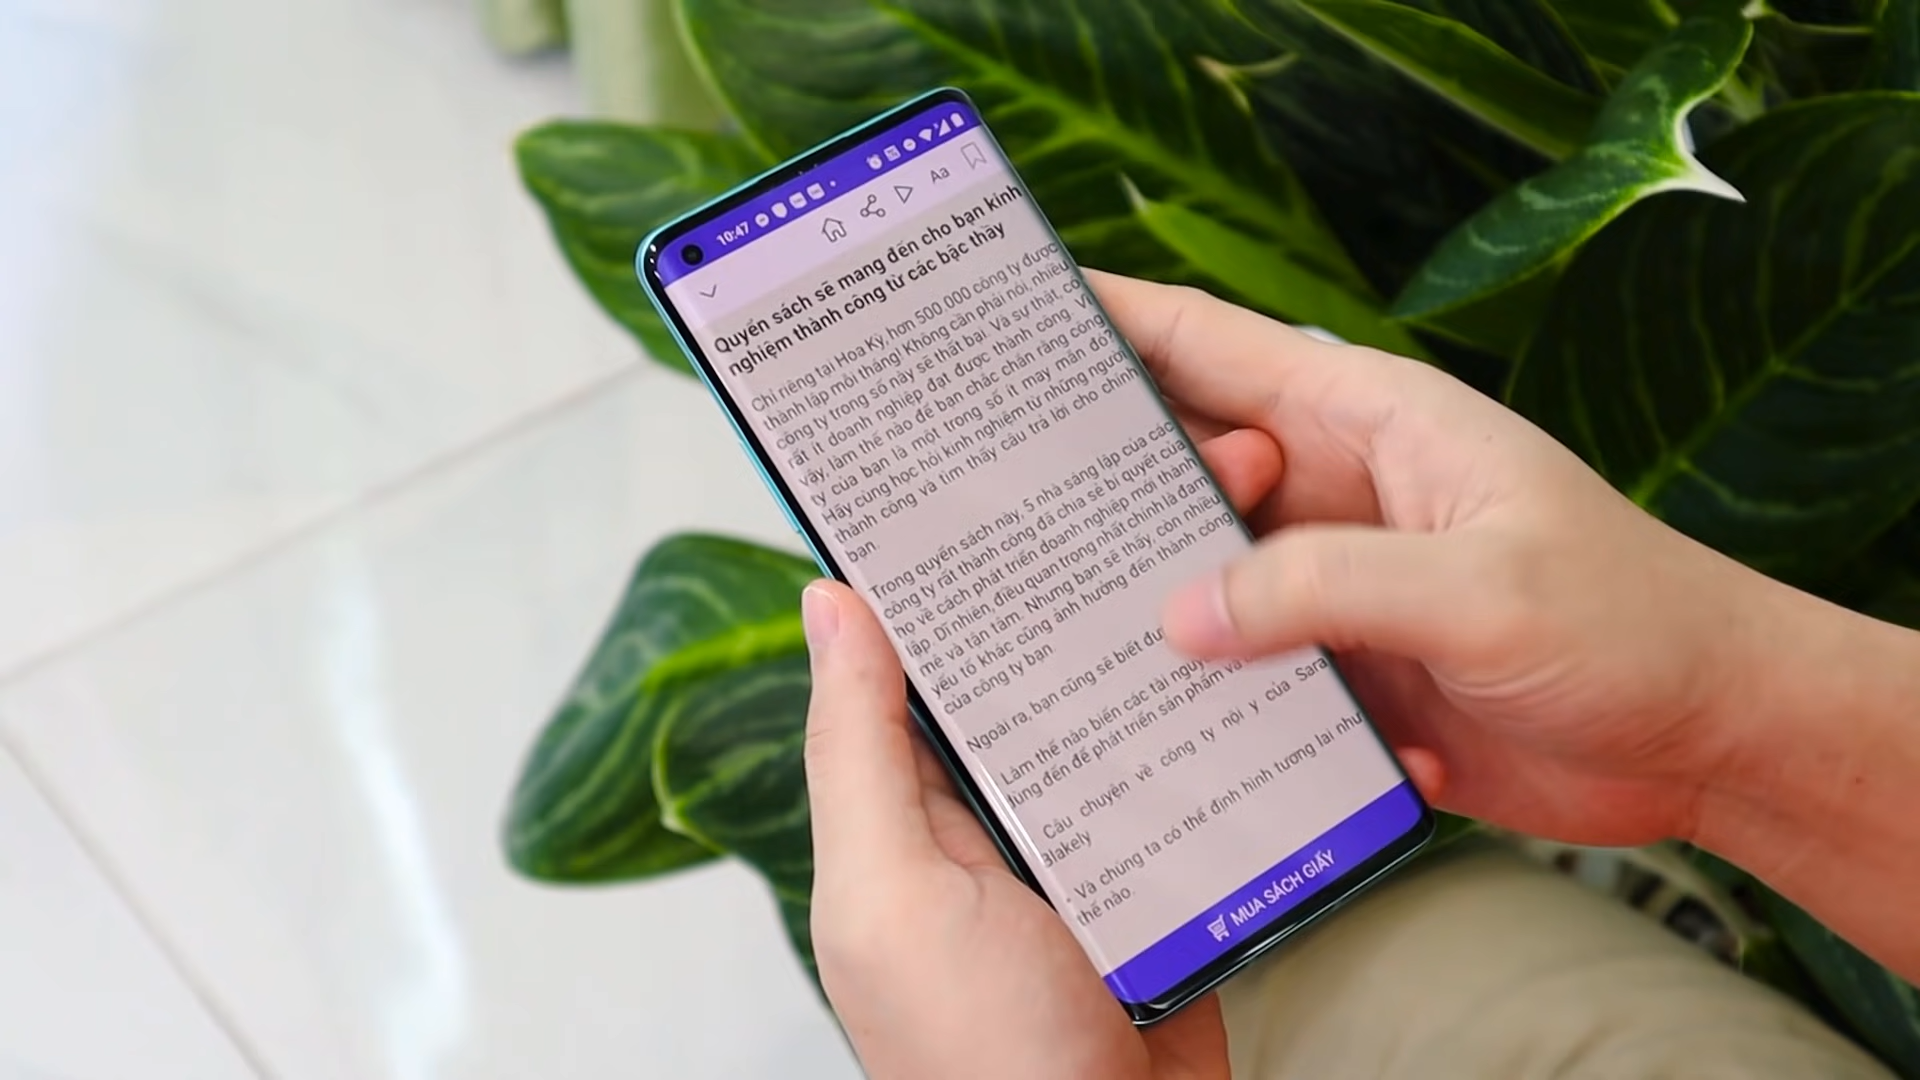 10:47
Aa
Quyển sách sẽ mang đến cho bạn kinh
nghiệm thành công từ các bậc thầy
Chỉ riêng tại Hoa Kỳ, hơn 500 000 công ty được
thành lập mỗi tháng! Không cần phải nói, nhiều
công ty trong số này sẽ thất bại. Và sự thật, có
rất ít doanh nghiệp đạt được thành công. Vì
vậy, làm thế nào để bạn chắc chắn rằng công
ty của bạn là một trong số ít may mắn đó?
Hãy cùng học hỏi kinh nghiệm từ những người
thành công và tìm thấy câu trả lời cho chính
bạn.
Trong quyển sách này, 5 nhà sáng lập của các
công ty rất thành công đã chia sẻ bí quyết của
họ về cách phát triển doanh nghiệp mới thành
lập. Dĩ nhiên, điều quan trọng nhất chính là đam
mê và tận tâm. Nhưng bạn sẽ thấy, còn nhiều
yếu tố khác cũng ảnh hưởng đến thành công
của công ty bạn.
Ngoài ra, bạn cũng sẽ biết
Làm thế nào biến các tài
dùng đến để phát triển sản phẩm và
Câu chuyện về công ty nội y của Sara
Blakely
- Và chúng ta có thể định hình tương lai như
thế nào.
MUA SÁCH GIẤY